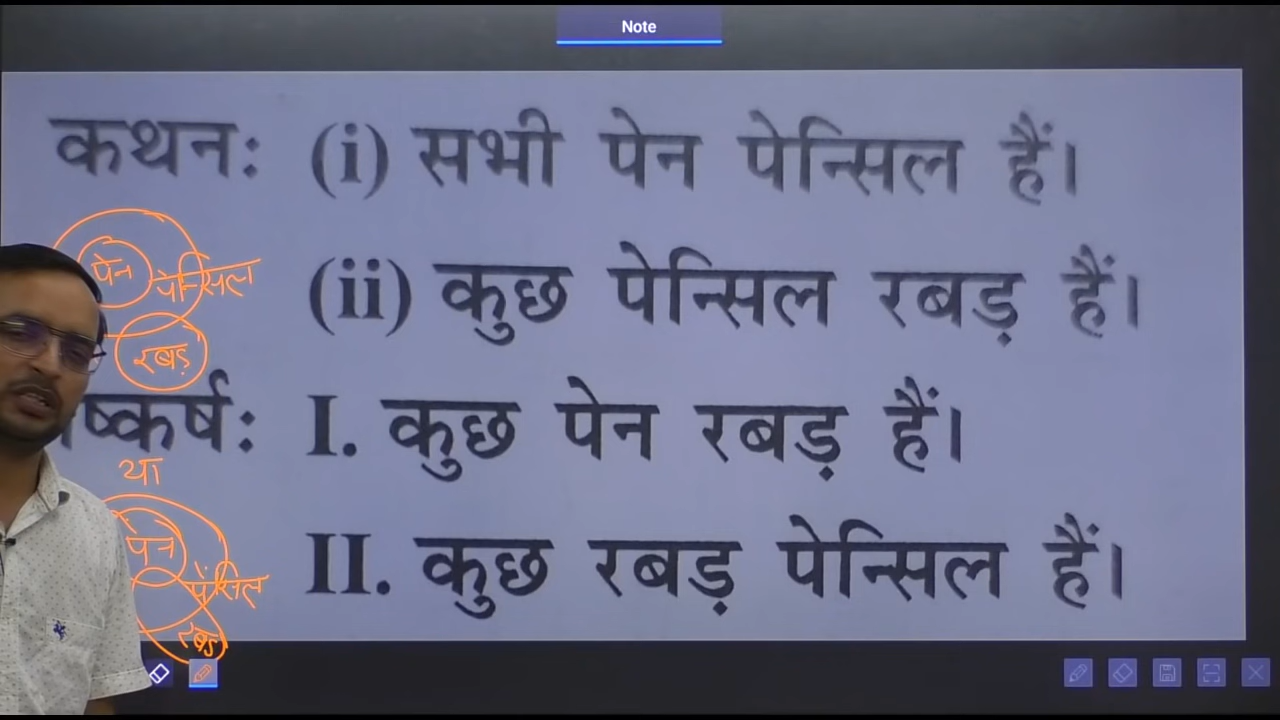 Note
कथन: (i) सभी पेन पेन्सिल हैं।
पेन पेन्सिल
(ii) कुछ पेन्सिल रबड़ हैं।
रबड़
ष्कर्ष: I. कुछ पेन रबड़ हैं।
या
पेन
II. कुछ रबड़ पेन्सिल हैं।
पेंसिल
रबड़